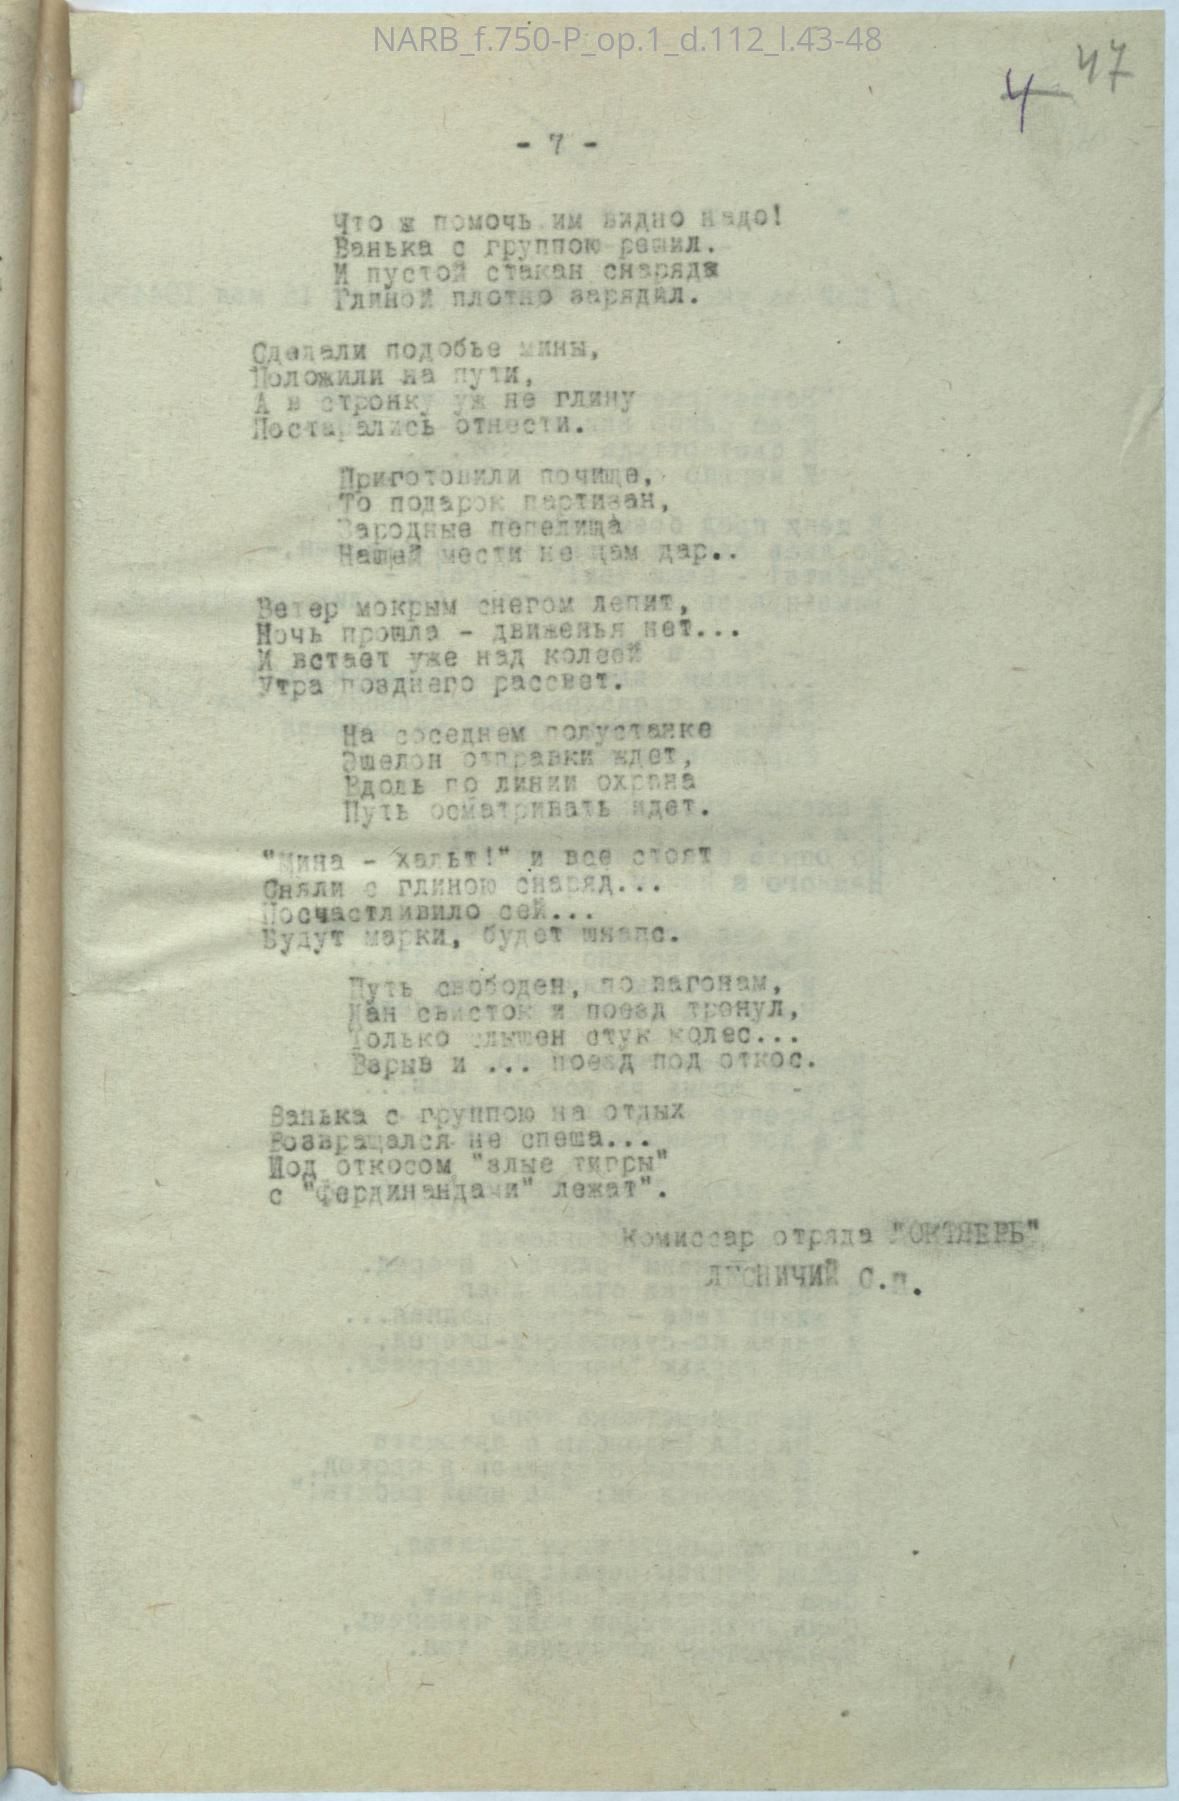 NARB_f.750-P_op.1_d.112_l.43-48
47
4
- 7 -
Что ж помочь им видно надо!
Ванька с группою решил.
И пустой стакан снаряда
Глиной плотно зарядил.
Сделали подобье мины,
Положили на пути,
А в стронку уж не глину
Постарались отнести.
Приготовили почище,
То подарок партизан,
Зародные пепелища
Нашей мести не дам дар..
Ветер мокрым снегом лепит,
Ночь прошла - движенья нет...
И встает уже над колеей
Утра позднего рассвет.
На соседнем полустанке
Эшелон отправки ждет,
Вдоль по линии охрана
Путь осматривать идет.
"Мина - хальт!" и все стоят
Сняли с глиною снаряд...
Посчастливило сей...
Будут марки, будет шнапс.
Путь свободен, по вагонам,
Дан свисток и поезд тронул,
Только слышен стук колес...
Взрыв и ... поезд под откос.
Ванька с группою на отдых
Возвращался не спеша...
Под откосом "злые тигры"
с "фердинандами" лежат".
Комиссар отряда "ОКТЯБРЬ"
ЛЕСНИЧИЙ С.П.